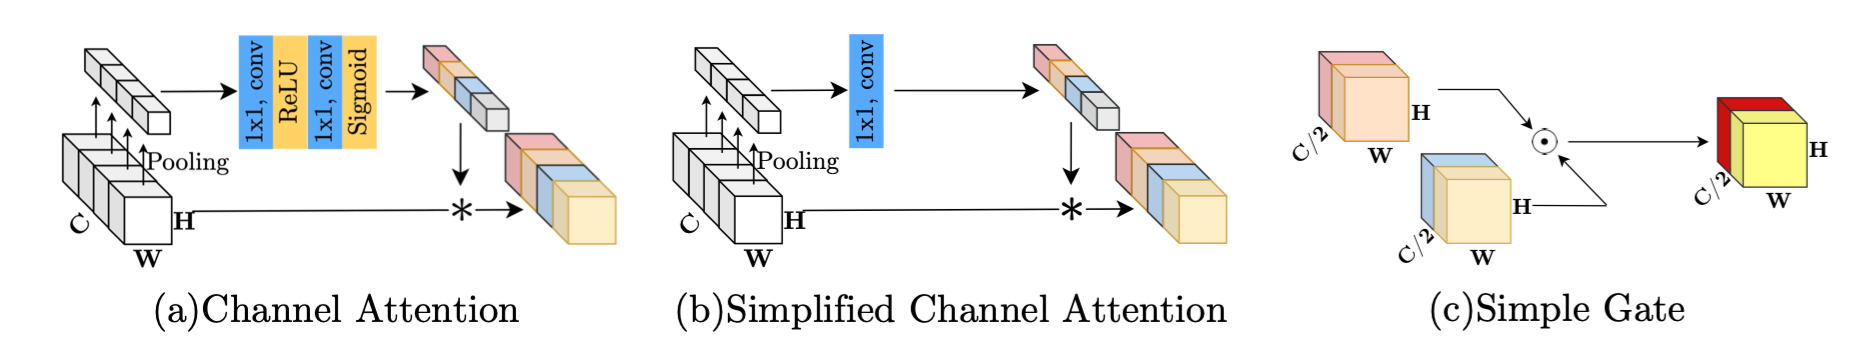 1x1, conv
ReLU
1x1, conv
Sigmoid
Pooling
C
H
W
(a)Channel Attention
1x1, conv
Pooling
C
H
W
(b)Simplified Channel Attention
H
C/2
W
H
C/2
W
H
C/2
W
(c)Simple Gate